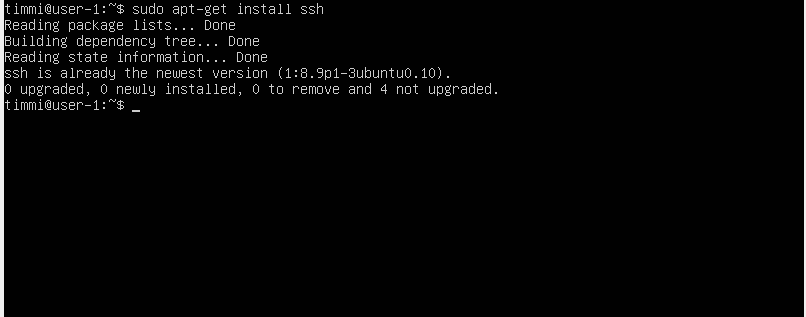 timmi@user-1:~$ sudo apt-get install ssh
Reading package lists... Done
Building dependency tree... Done
Reading state information... Done
ssh is already the newest version (1:8.9p1-3ubuntu0.10).
0 upgraded, 0 newly installed, 0 to remove and 4 not upgraded.
timmi@user-1:~$ _